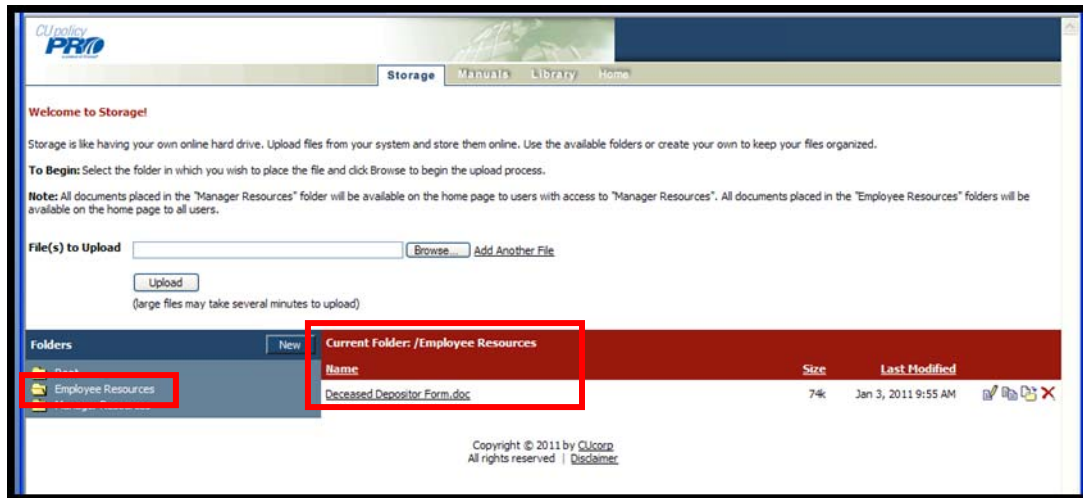 CU policy
PRO
Storage Manuals Library Home
Welcome to Storage!
Storage is like having your own online hard drive. Upload files from your system and store them online. Use the available folders or create your own to keep your files organized.
To Begin: Select the folder in which you wish to place the file and click Browse to begin the upload process.
Note: All documents placed in the "Manager Resources" folder will be available on the home page to users with access to "Manager Resources". All documents placed in the "Employee Resources" folders will be
available on the home page to all users.
File(s) to Upload Browse... Add Another File
Upload
(large files may take several minutes to upload)
Folders New Current Folder: /Employee Resources
Name Size Last Modified
Employee Resources
Deceased Depositor Form.doc 74k Jan 3, 2011 9:55 AM
Copyright © 2011 by CUcorp
All rights reserved | Disclaimer